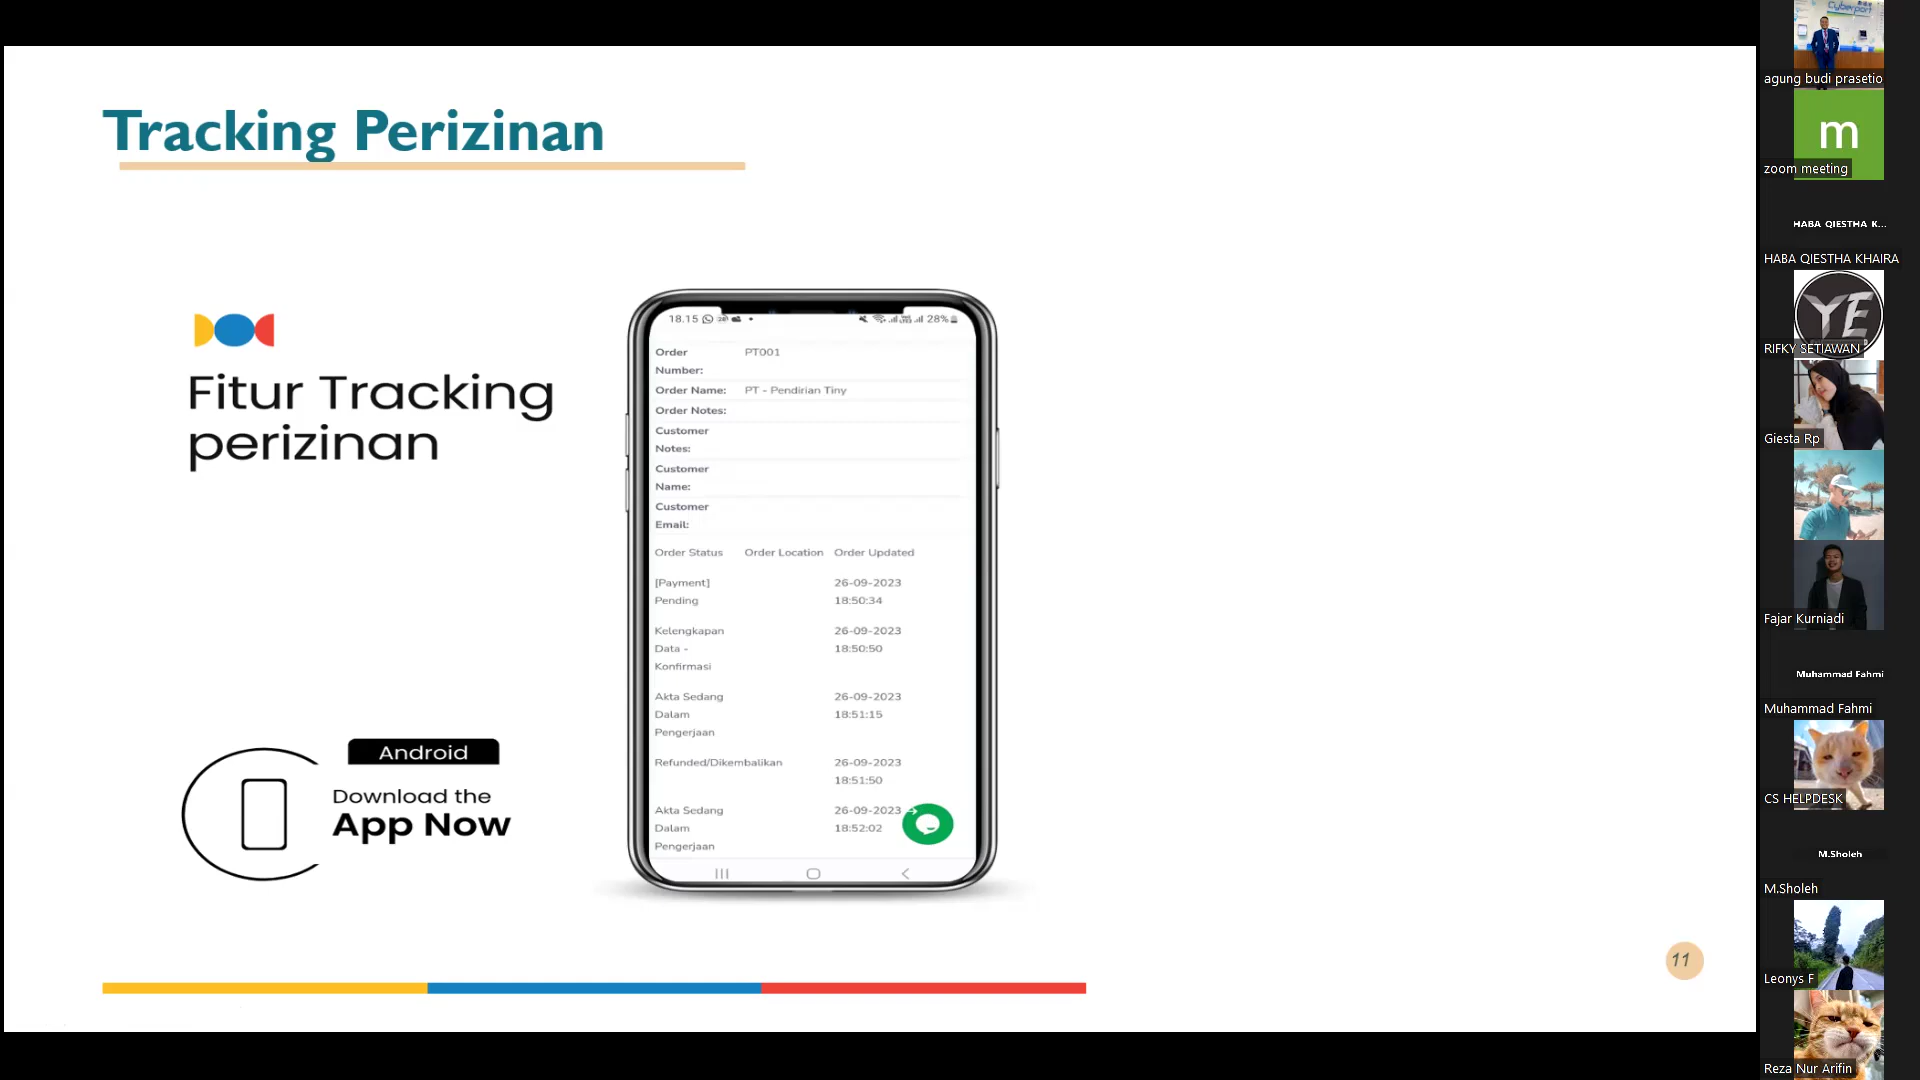 Tracking Perizinan
Fitur Tracking
perizinan
Android
Download the
App Now
18.15
28%
Order
Number:
PT001
Order Name: PT - Pendirian Tiny
Order Notes:
Customer
Notes:
Customer
Name:
Customer
Email:
Order Status Order Location Order Updated
[Payment]
Pending
26-09-2023
18:50:34
Kelengkapan
Data -
Konfirmasi
26-09-2023
18:50:50
Akta Sedang
Dalam
Pengerjaan
26-09-2023
18:51:15
Refunded/Dikembalikan
26-09-2023
18:51:50
Akta Sedang
Dalam
Pengerjaan
26-09-2023
18:52:02
11
Cyberport
agung budi prasetio
m
zoom meeting
HABA QIESTHA K...
HABA QIESTHA KHAIRA
YE
RIFKY SETIAWAN
Giesta Rp
Fajar Kurniadi
Muhammad Fahmi
Muhammad Fahmi
CS HELPDESK
M.Sholeh
M.Sholeh
Leonys F
Reza Nur Arifin